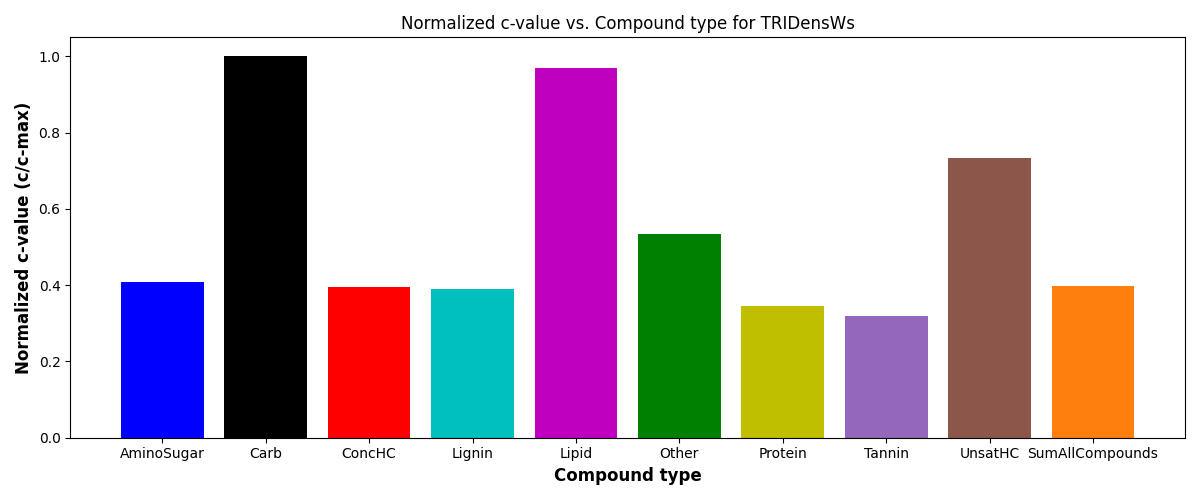 Normalized c-value vs. Compound type for TRIDensWs
Normalized c-value (c/c-max)
1.0
0.8
0.6
0.4
0.2
0.0
AminoSugar Carb ConcHC Lignin Lipid Other Protein Tannin UnsatHC SumAllCompounds
Compound type